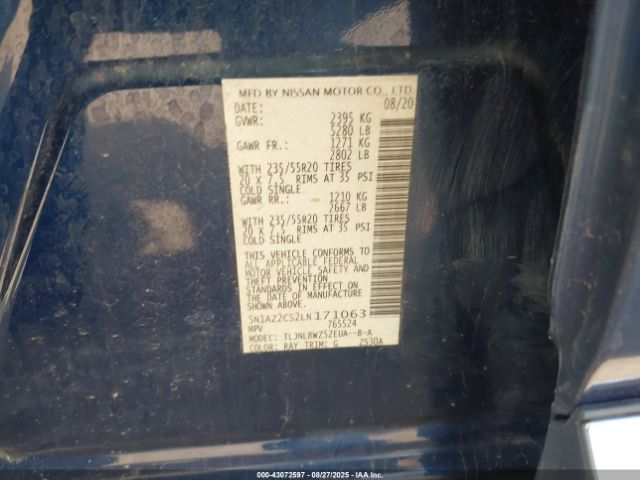 MFD BY NISSAN MOTOR CO., LTD.
DATE: 08/20
GVWR: 2395 KG
5280 LB
GAWR FR.: 1271 KG
2802 LB
WITH 235/55R20 TIRES
20 X 7.5 RIMS AT 35 PSI
COLD SINGLE
GAWR RR.: 1210 KG
2667 LB
WITH 235/55R20 TIRES
20 X 7.5 RIMS AT 35 PSI
COLD SINGLE
THIS VEHICLE CONFORMS TO
ALL APPLICABLE FEDERAL
MOTOR VEHICLE SAFETY AND
THEFT PREVENTION
STANDARDS IN EFFECT ON
THE DATE OF MANUFACTURE
SHOWN ABOVE.
5N1AZ2CS2LN171063
MPV 765524
MODEL: TLJNLRWZ52EUA--B-A
COLOR: RAY TRIM: G ZS30A
000-43072597 - 08/27/2025 - IAA, Inc.